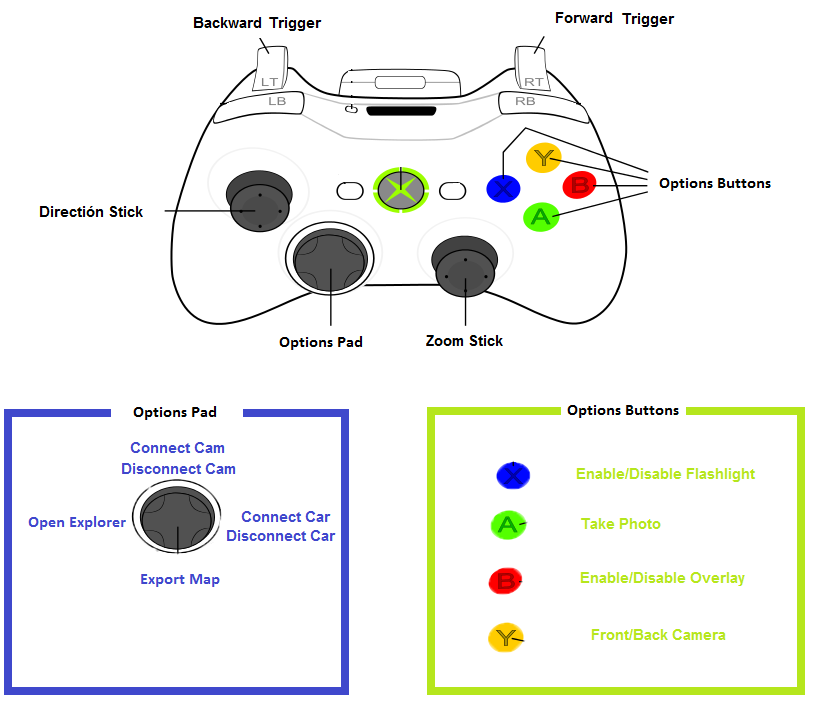 Backward Trigger
Forward Trigger
LT
RT
LB
RB
Y
X
B
A
Options Buttons
Directión Stick
Options Pad
Zoom Stick
Options Pad
Connect Cam
Disconnect Cam
Open Explorer
Connect Car
Disconnect Car
Export Map
Options Buttons
X
Enable/Disable Flashlight
A
Take Photo
B
Enable/Disable Overlay
Y
Front/Back Camera